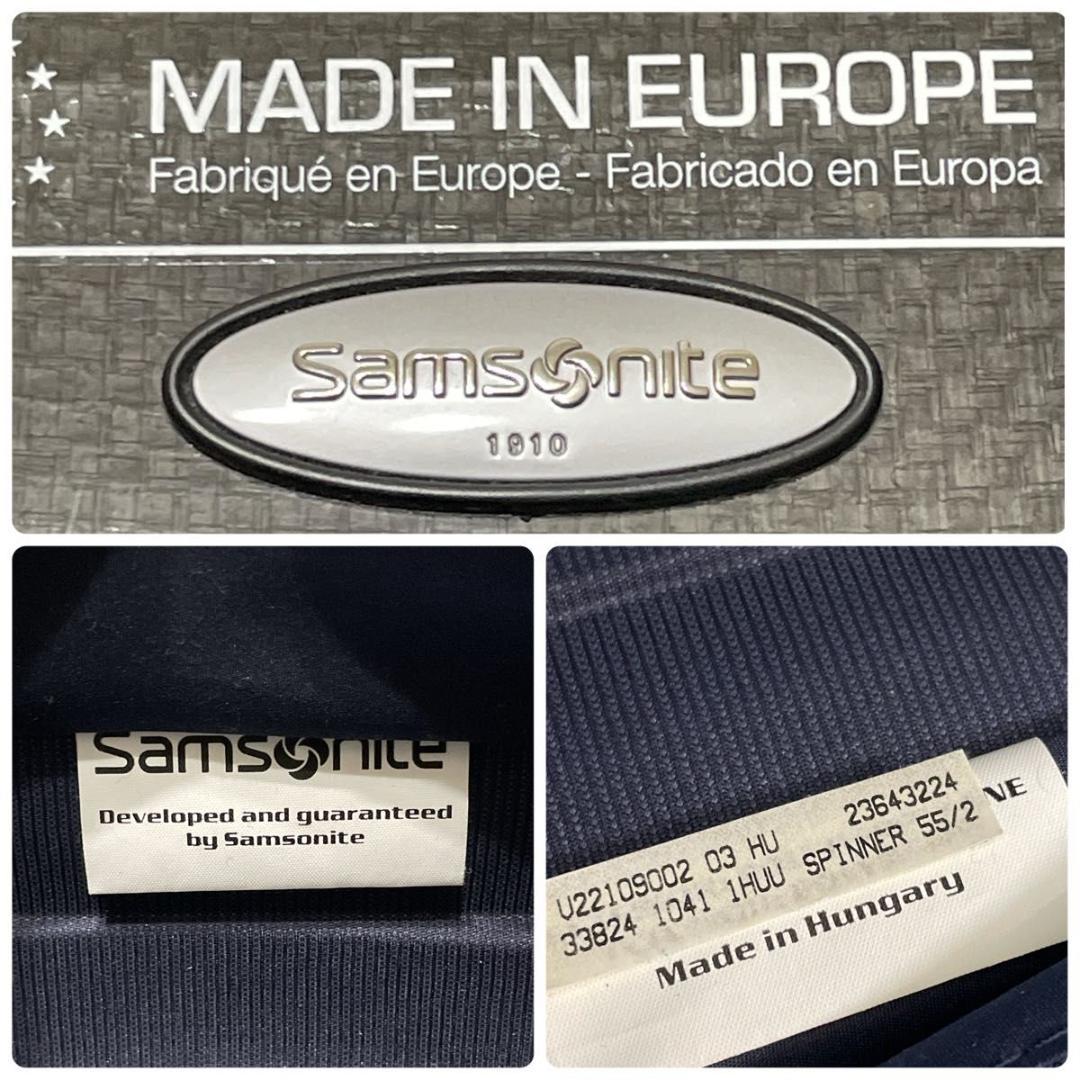 MADE IN EUROPE
Fabriqué en Europe - Fabricado en Europa
Samsonite
1910
Samsonite
Developed and guaranteed
by Samsonite
V22109002 03 HU 23643224
33824 1041 1HUU SPINNER 55/2
Made in Hungary